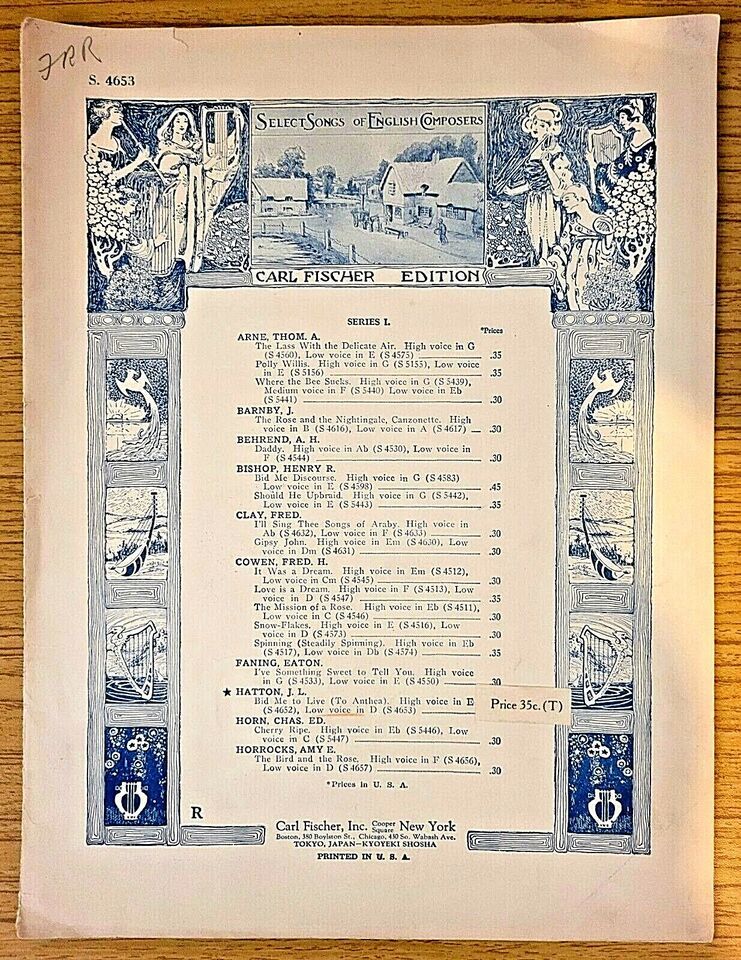 FRR
S. 4653
SELECT SONGS OF ENGLISH COMPOSERS
CARL FISCHER EDITION
SERIES I.
*Prices
ARNE, THOM. A.
The Lass With the Delicate Air. High voice in G
(S 4560), Low voice in E (S 4575) .35
Polly Willis. High voice in G (S 5155), Low voice
in E (S 5156) .35
Where the Bee Sucks. High voice in G (S 5439),
Medium voice in F (S 5440) Low voice in Eb
(S 5441) .30
BARNBY, J.
The Rose and the Nightingale, Canzonette. High
voice in B (S 4616), Low voice in A (S 4617) .30
BEHREND, A. H.
Daddy. High voice in Ab (S 4530), Low voice in
F (S 4544) .30
BISHOP, HENRY R.
Bid Me Discourse. High voice in G (S 4583)
Low voice in E (S 4598) .45
Should He Upbraid. High voice in G (S 5442),
Low voice in E (S 5443) .35
CLAY, FRED.
I'll Sing Thee Songs of Araby. High voice in
Ab (S 4632), Low voice in F (S 4633) .30
Gipsy John. High voice in Em (S 4630), Low
voice in Dm (S 4631) .30
COWEN, FRED. H.
It Was a Dream. High voice in Em (S 4512),
Low voice in Cm (S 4545) .30
Love is a Dream. High voice in F (S 4513), Low
voice in D (S 4547) .35
The Mission of a Rose. High voice in Eb (S 4511),
Low voice in C (S 4546) .30
Snow-Flakes. High voice in E (S 4516), Low
voice in D (S 4573) .30
Spinning (Steadily Spinning). High voice in Eb
(S 4517), Low voice in Db (S 4574) .35
FANING, EATON.
I've Something Sweet to Tell You. High voice
in G (S 4533), Low voice in E (S 4550) .30
★ HATTON, J. L.
Bid Me to Live (To Anthea). High voice in E
(S 4652), Low voice in D (S 4653) Price 35c. (T)
HORN, CHAS. ED.
Cherry Ripe. High voice in Eb (S 5446), Low
voice in C (S 5447) .30
HORROCKS, AMY E.
The Bird and the Rose. High voice in F (S 4656),
Low voice in D (S 4657) .30
*Prices in U. S. A.
R
Carl Fischer, Inc. Cooper Square New York
Boston, 380 Boylston St., Chicago, 430 So. Wabash Ave.
TOKYO, JAPAN—KYOYEKI SHOSHA
PRINTED IN U. S. A.